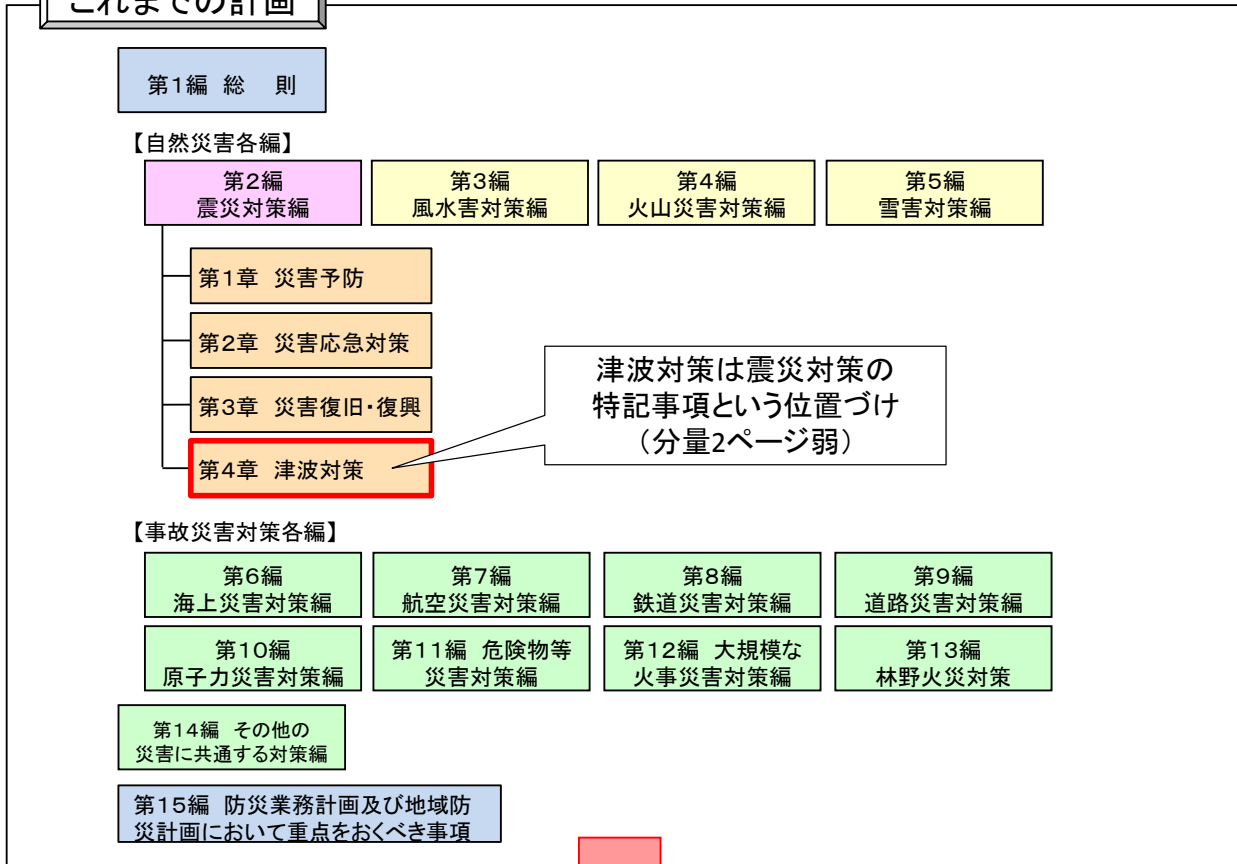 これまでの計画
第1編 総　則
【自然災害各編】
第2編
震災対策編
第3編
風水害対策編
第4編
火山災害対策編
第5編
雪害対策編
第1章 災害予防
第2章 災害応急対策
第3章 災害復旧・復興
第4章 津波対策
津波対策は震災対策の
特記事項という位置づけ
（分量2ページ弱）
【事故災害対策各編】
第6編
海上災害対策編
第7編
航空災害対策編
第8編
鉄道災害対策編
第9編
道路災害対策編
第10編
原子力災害対策編
第11編 危険物等
災害対策編
第12編 大規模な
火事災害対策編
第13編
林野火災対策
第14編 その他の
災害に共通する対策編
第15編 防災業務計画及び地域防
災計画において重点をおくべき事項